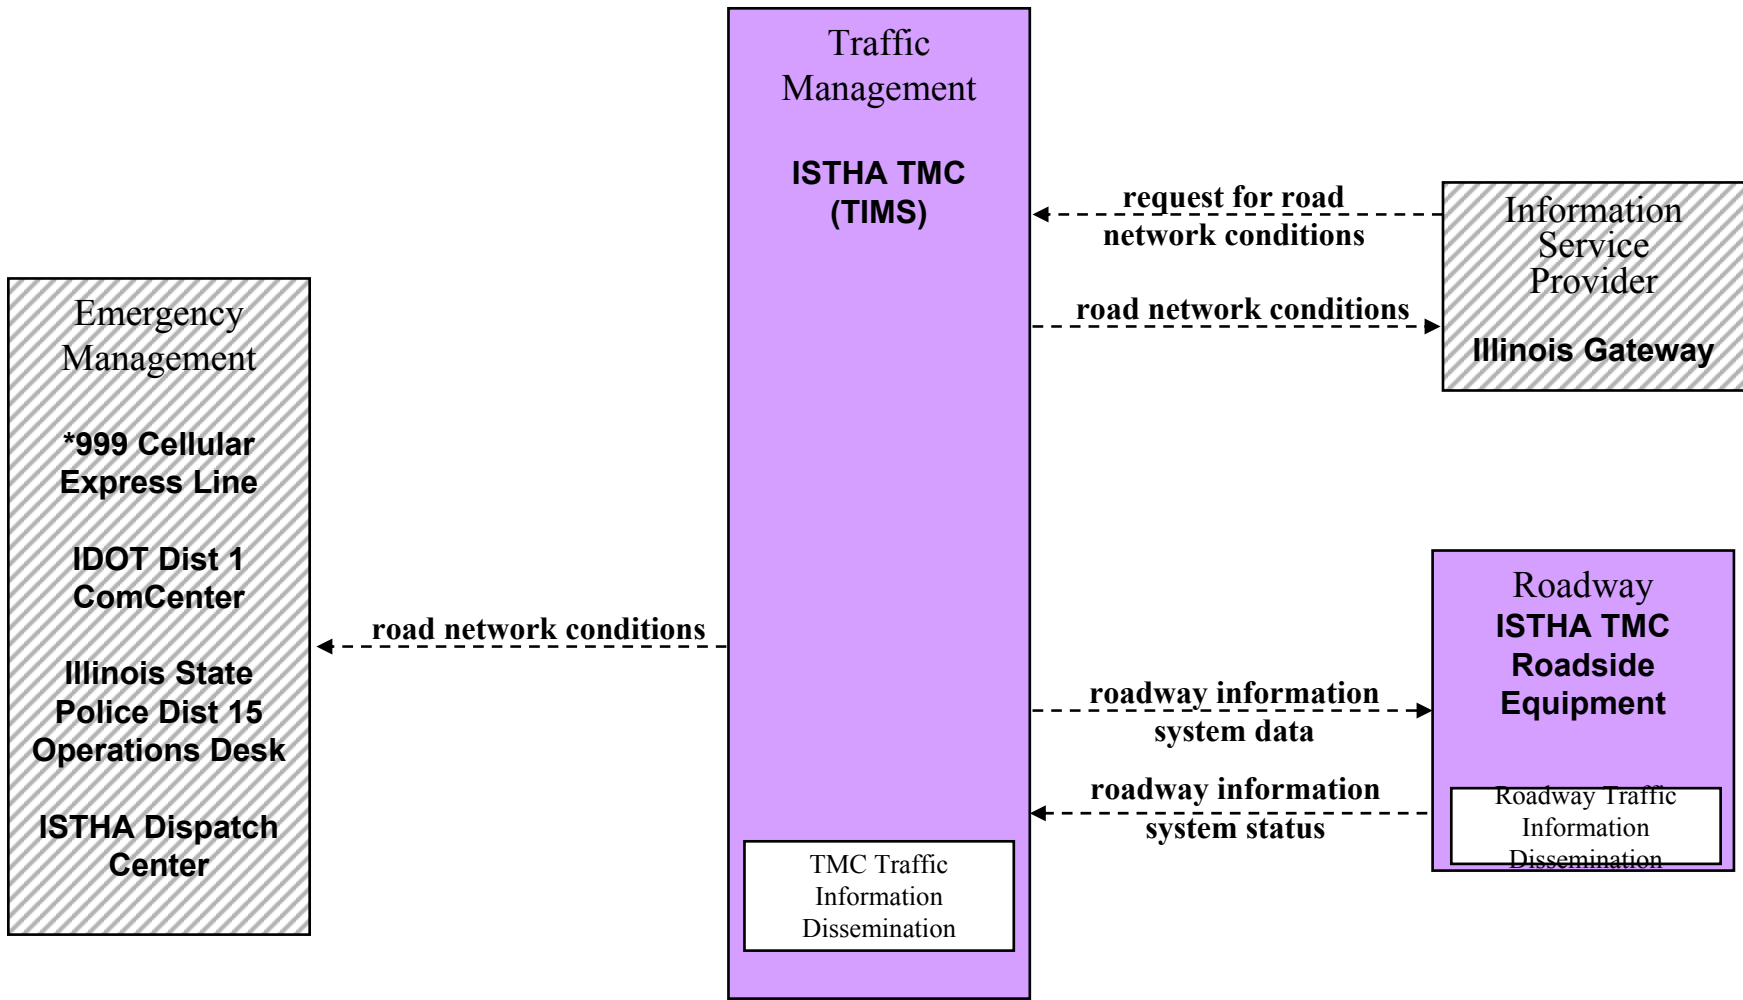 Traffic
Management
ISTHA TMC
(TIMS)
request for road
network conditions
Information
Service
Provider
Illinois Gateway
road network conditions
Emergency
Management
*999 Cellular
Express Line
IDOT Dist 1
ComCenter
Illinois State
Police Dist 15
Operations Desk
ISTHA Dispatch
Center
road network conditions
Roadway
ISTHA TMC
Roadside
Equipment
roadway information
system data
roadway information
system status
Roadway Traffic
Information
Dissemination
TMC Traffic
Information
Dissemination